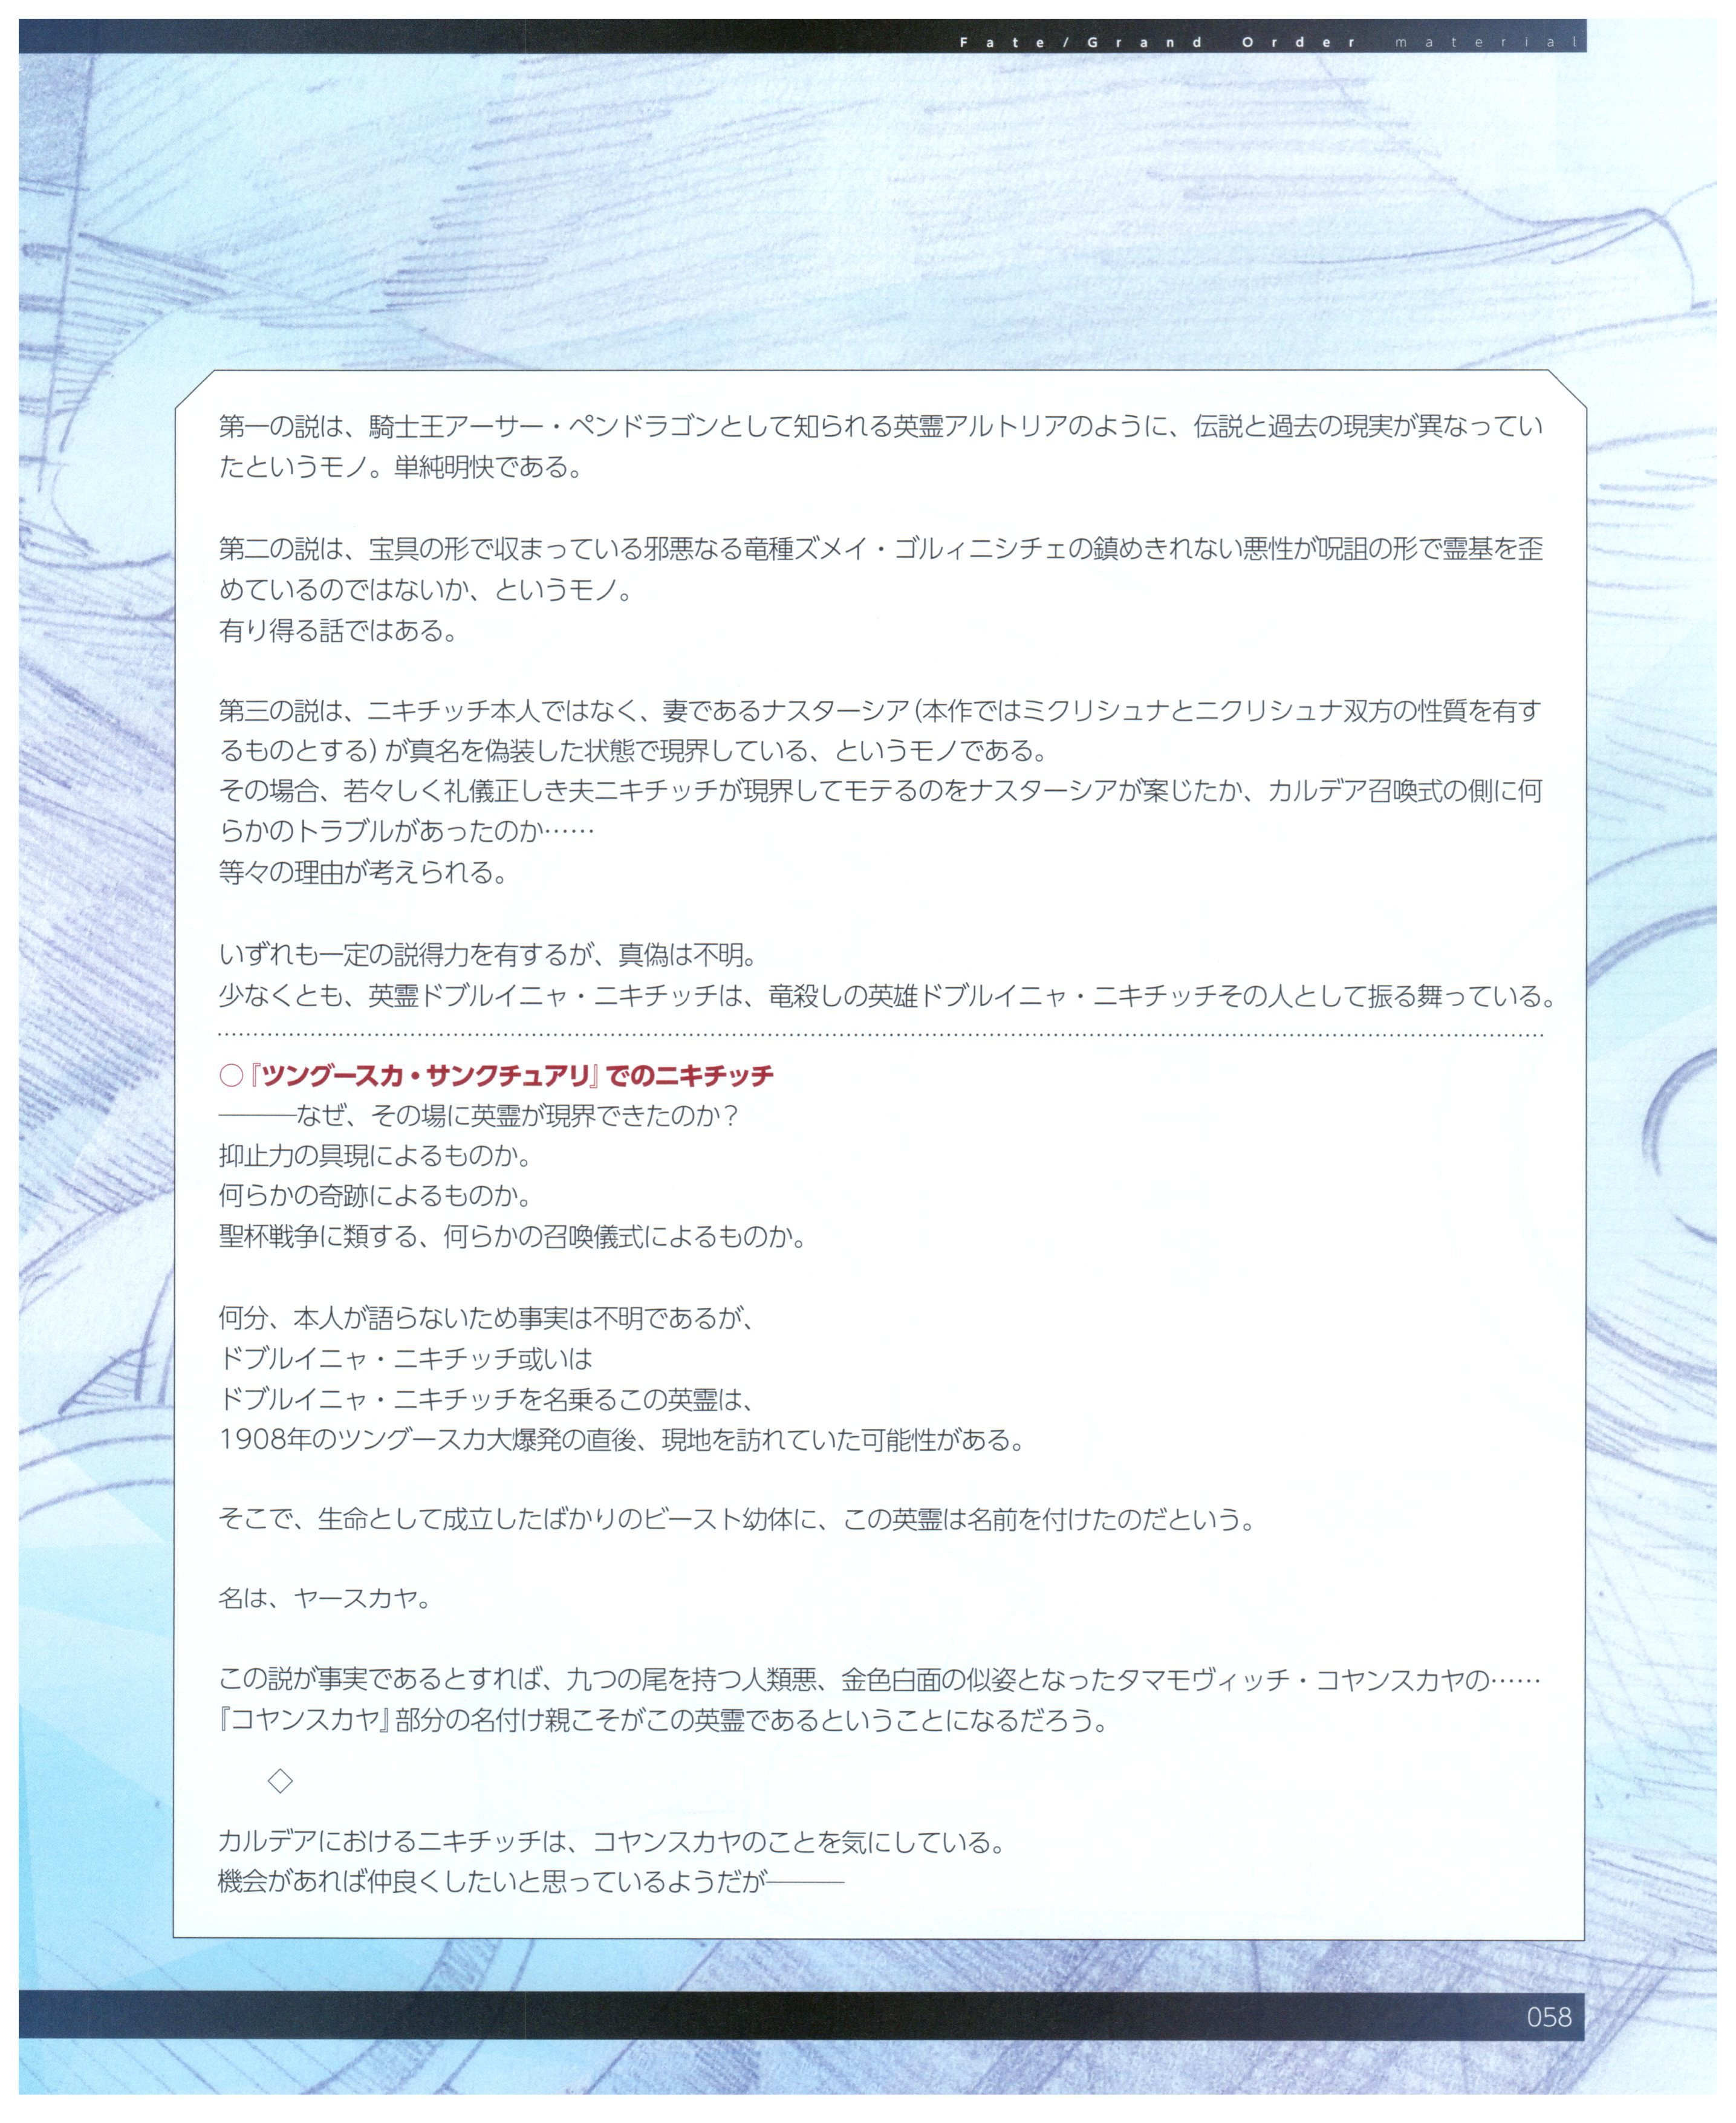 Fate/Grand Order material
第一の説は、騎士王アーサー・ペンドラゴンとして知られる英霊アルトリアのように、伝説と過去の現実が異なってい
たというモノ。単純明快である。
第二の説は、宝具の形で収まっている邪悪なる竜種ズメイ・ゴルィニシチェの鎮めきれない悪性が呪詛の形で霊基を歪
めているのではないか、というモノ。
有り得る話ではある。
第三の説は、ニキチッチ本人ではなく、妻であるナスターシア（本作ではミクリシュナとニクリシュナ双方の性質を有す
るものとする）が真名を偽装した状態で現界している、というモノである。
その場合、若々しく礼儀正しき夫ニキチッチが現界してモテるのをナスターシアが案じたか、カルデア召喚式の側に何
らかのトラブルがあったのか……
等々の理由が考えられる。
いずれも一定の説得力を有するが、真偽は不明。
少なくとも、英霊ドブルイニャ・ニキチッチは、竜殺しの英雄ドブルイニャ・ニキチッチその人として振る舞っている。
○『ツングースカ・サンクチュアリ』でのニキチッチ
———なぜ、その場に英霊が現界できたのか？
抑止力の具現によるものか。
何らかの奇跡によるものか。
聖杯戦争に類する、何らかの召喚儀式によるものか。
何分、本人が語らないため事実は不明であるが、
ドブルイニャ・ニキチッチ或いは
ドブルイニャ・ニキチッチを名乗るこの英霊は、
1908年のツングースカ大爆発の直後、現地を訪れていた可能性がある。
そこで、生命として成立したばかりのビースト幼体に、この英霊は名前を付けたのだという。
名は、ヤースカヤ。
この説が事実であるとすれば、九つの尾を持つ人類悪、金色白面の似姿となったタマモヴィッチ・コヤンスカヤの……
『コヤンスカヤ』部分の名付け親こそがこの英霊であるということになるだろう。
◇
カルデアにおけるニキチッチは、コヤンスカヤのことを気にしている。
機会があれば仲良くしたいと思っているようだが———
058